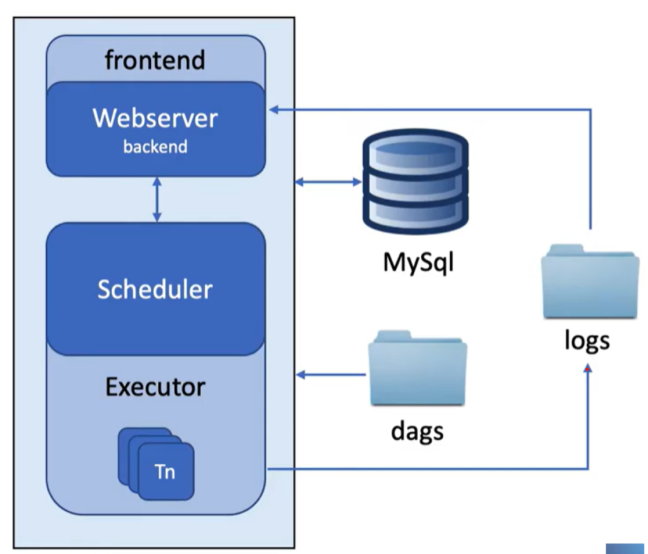 frontend
Webserver
backend
MySql
Scheduler
logs
Executor
dags
Tn